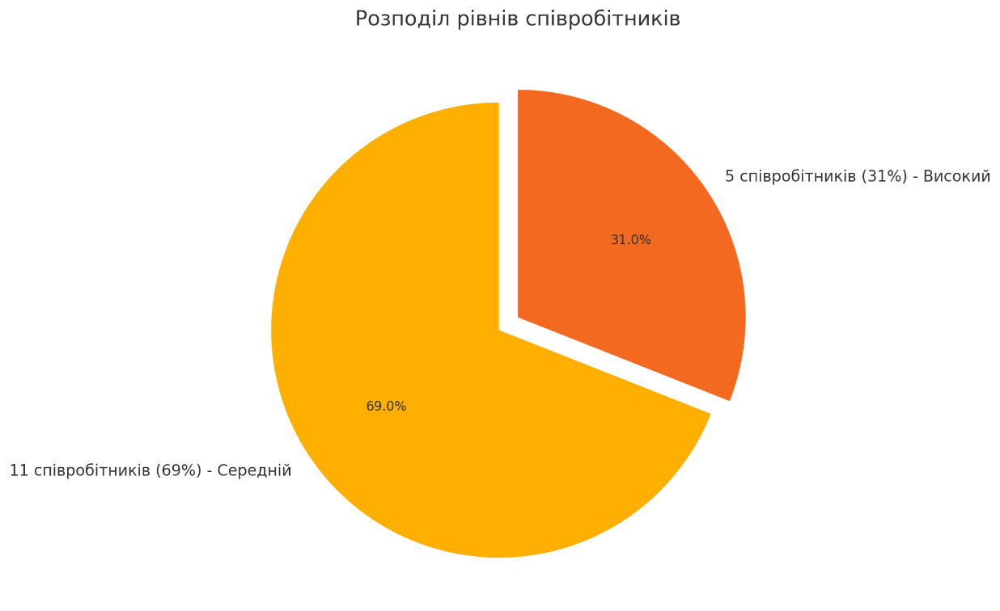 Розподіл рівнів співробітників
5 співробітників (31%) - Високий
31.0%
69.0%
11 співробітників (69%) - Середній